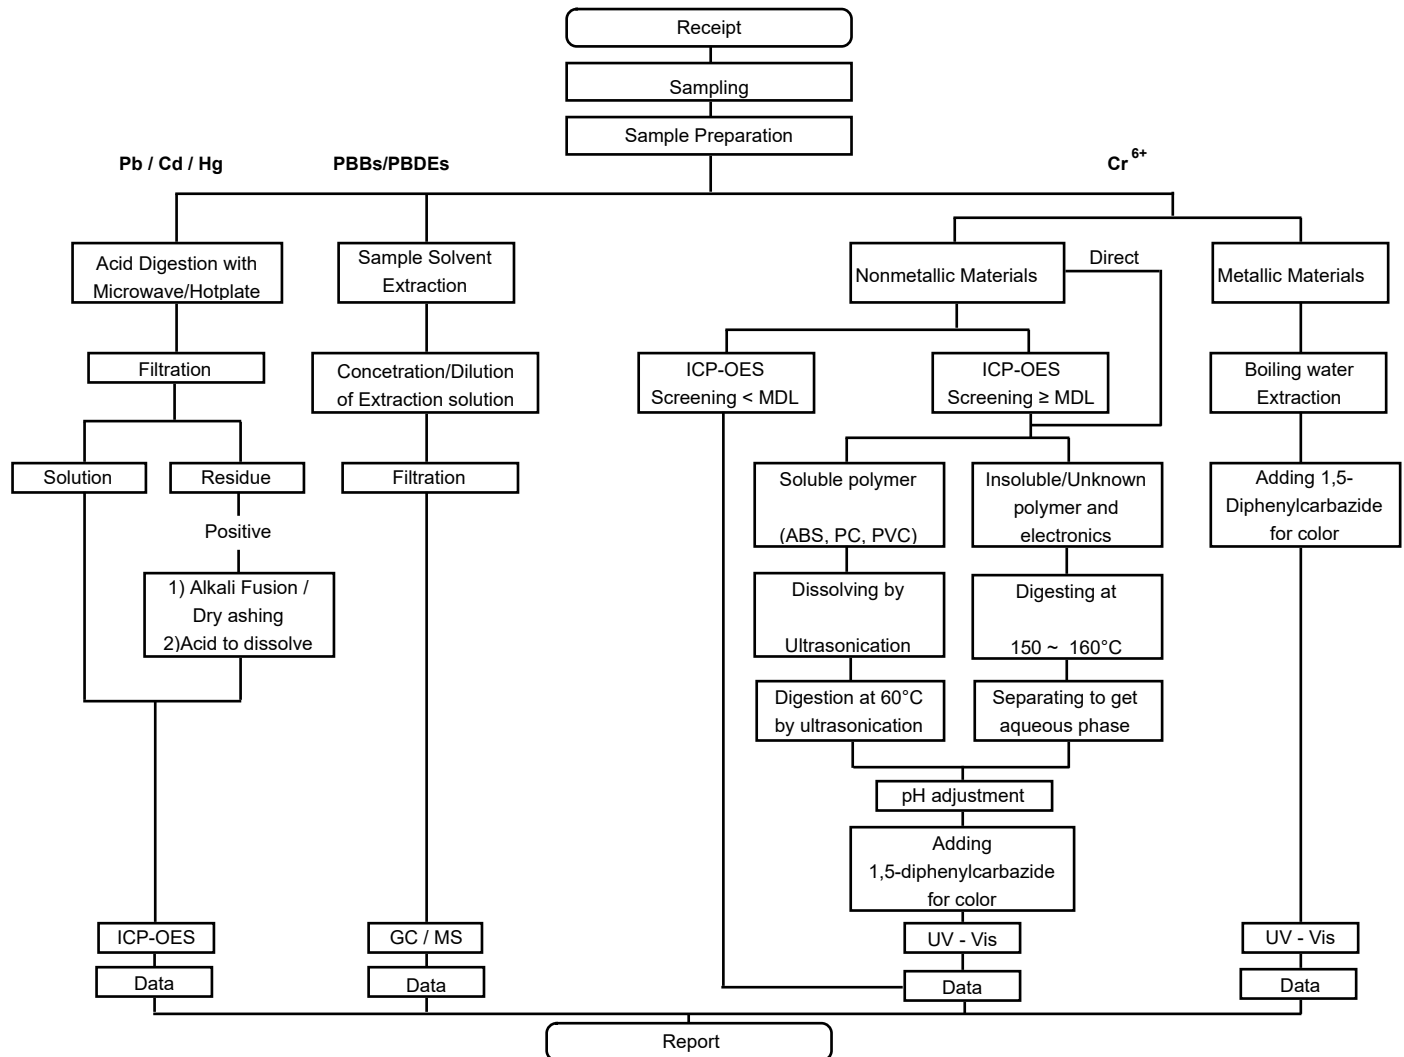 Receipt
Sampling
Sample Preparation
Pb / Cd / Hg
PBBs/PBDEs
Cr 6+
Acid Digestion with
Microwave/Hotplate
Filtration
Solution
Residue
Positive
1) Alkali Fusion /
Dry ashing
2)Acid to dissolve
ICP-OES
Data
Sample Solvent
Extraction
Concetration/Dilution
of Extraction solution
Filtration
GC / MS
Data
Nonmetallic Materials
Direct
ICP-OES
Screening < MDL
ICP-OES
Screening ≥ MDL
Soluble polymer
(ABS, PC, PVC)
Dissolving by
Ultrasonication
Digestion at 60°C
by ultrasonication
Insoluble/Unknown
polymer and
electronics
Digesting at
150 ~ 160°C
Separating to get
aqueous phase
pH adjustment
Adding
1,5-diphenylcarbazide
for color
UV - Vis
Data
Metallic Materials
Boiling water
Extraction
Adding 1,5-
Diphenylcarbazide
for color
UV - Vis
Data
Report